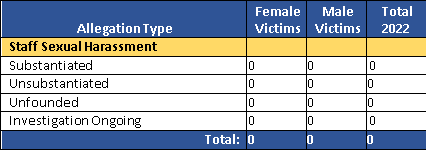 Allegation Type Female Victims Male Victims Total 2022
Staff Sexual Harassment
Substantiated 0 0 0
Unsubstantiated 0 0 0
Unfounded 0 0 0
Investigation Ongoing 0 0 0
Total: 0 0 0